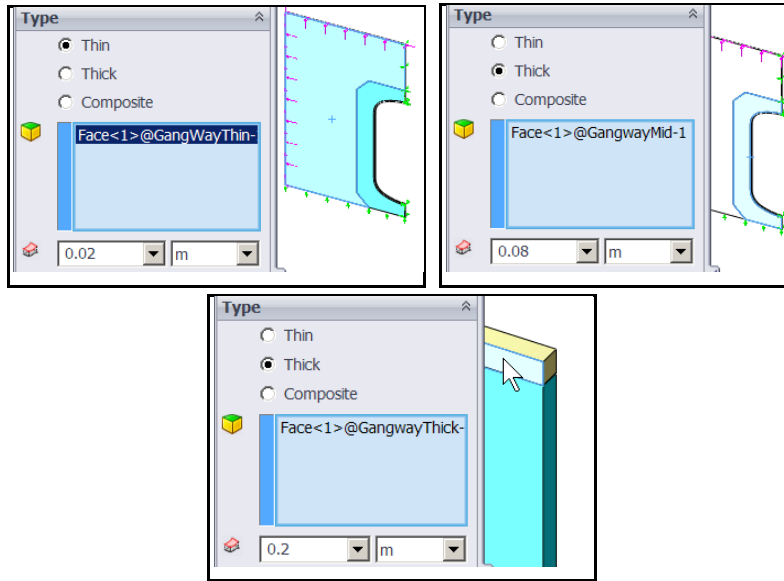 Type
Thin
Thick
Composite
Face<1>@GangWayThin-
0.02 m
Type
Thin
Thick
Composite
Face<1>@GangwayMid-1
0.08 m
Type
Thin
Thick
Composite
Face<1>@GangwayThick-
0.2 m